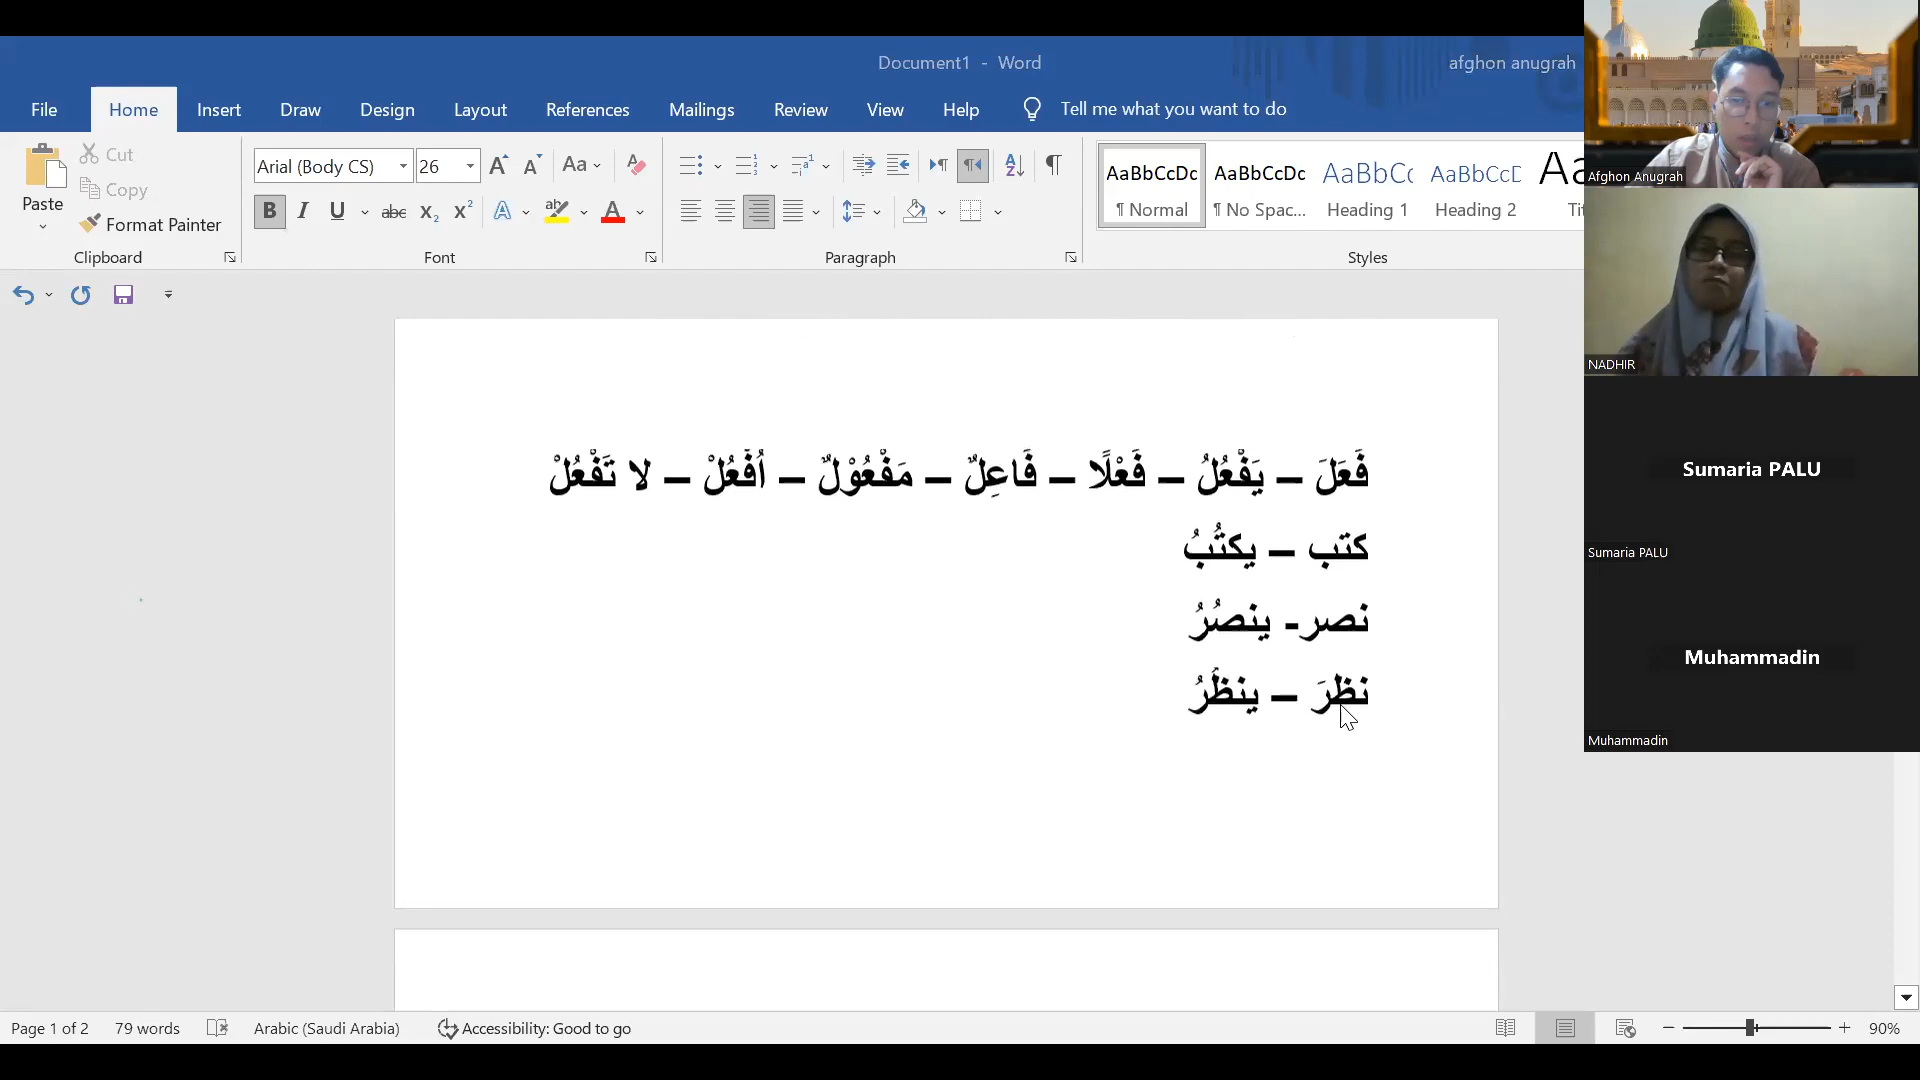 Document1 - Word
afghon anugrah
File Home Insert Draw Design Layout References Mailings Review View Help Tell me what you want to do
Paste
Cut
Copy
Format Painter
Clipboard
Arial (Body CS) 26
Font
Paragraph
AaBbCcDc AaBbCcDc AaBbCc AaBbCcD Aa
¶ Normal ¶ No Spac... Heading 1 Heading 2
Styles
فَعَلَ – يَفْعُلُ – فَعْلًا – فَاعِلٌ – مَفْعُوْلٌ – اُفْعُلْ – لا تَفْعُلْ
كتب – يكتُبُ
نصر- ينصُرُ
نظرَ – ينظُرُ
Afghon Anugrah
NADHIR
Sumaria PALU
Sumaria PALU
Muhammadin
Muhammadin
Page 1 of 2 79 words Arabic (Saudi Arabia) Accessibility: Good to go 90%